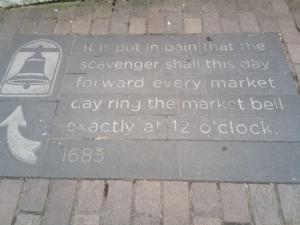 It is put in pain that the
scavenger shall this day
forward every market
day ring the market bell
exactly at 12 o'clock.
1685